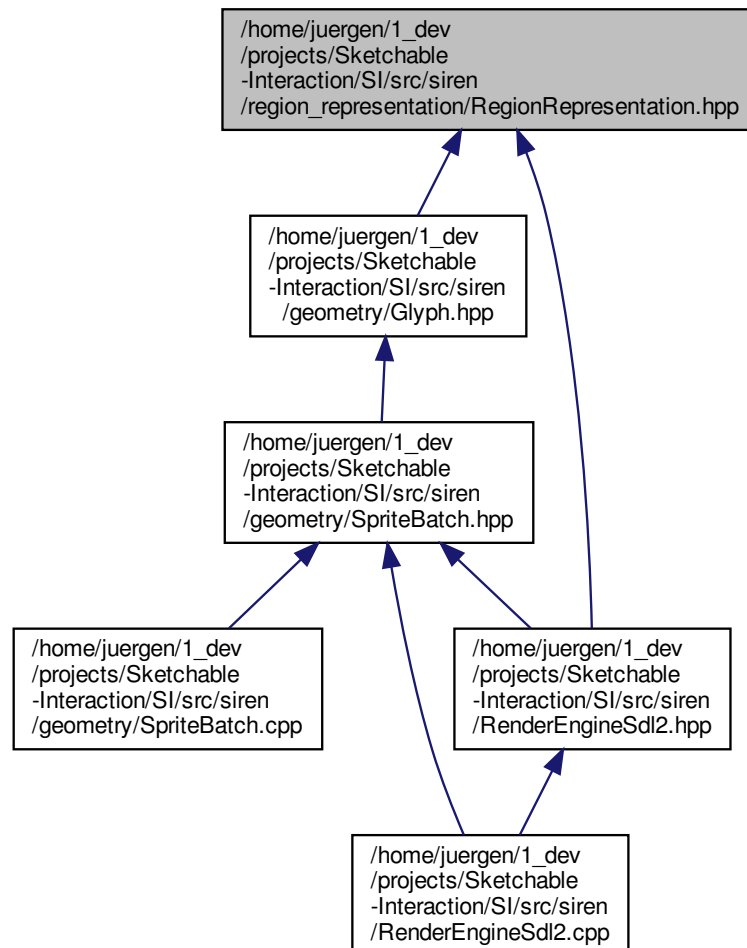 /home/juergen/1_dev
/projects/Sketchable
-Interaction/SI/src/siren
/region_representation/RegionRepresentation.hpp
/home/juergen/1_dev
/projects/Sketchable
-Interaction/SI/src/siren
/geometry/Glyph.hpp
/home/juergen/1_dev
/projects/Sketchable
-Interaction/SI/src/siren
/geometry/SpriteBatch.hpp
/home/juergen/1_dev
/projects/Sketchable
-Interaction/SI/src/siren
/geometry/SpriteBatch.cpp
/home/juergen/1_dev
/projects/Sketchable
-Interaction/SI/src/siren
/RenderEngineSdl2.hpp
/home/juergen/1_dev
/projects/Sketchable
-Interaction/SI/src/siren
/RenderEngineSdl2.cpp